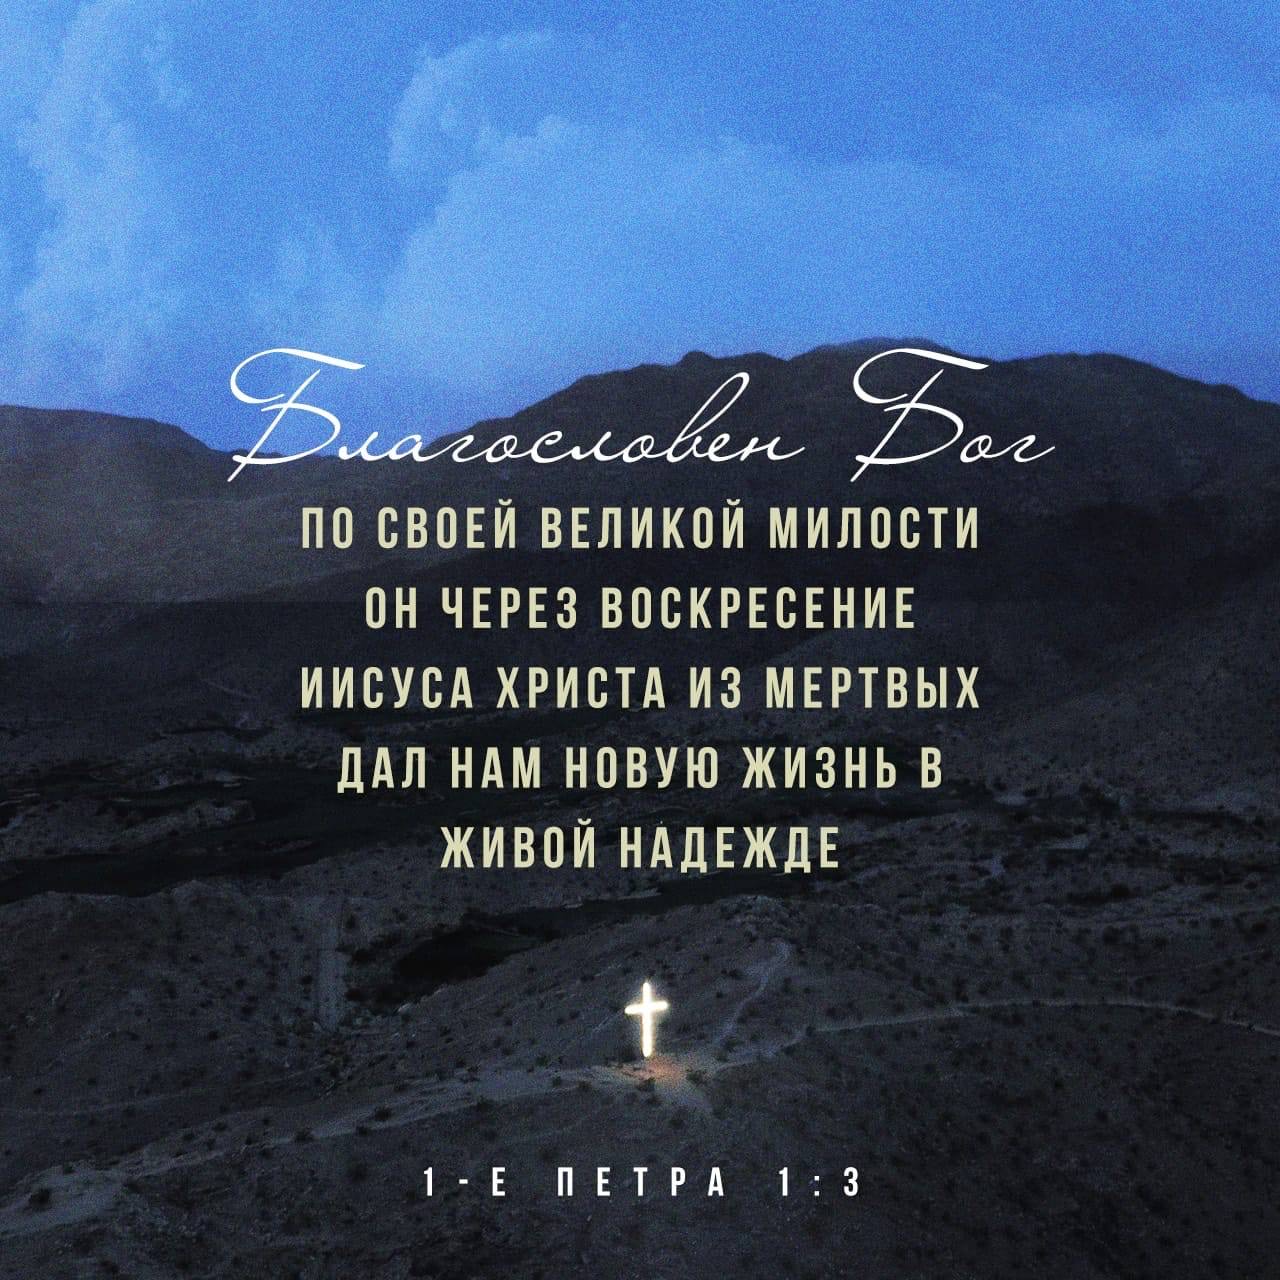 Благословен Бог
ПО СВОЕЙ ВЕЛИКОЙ МИЛОСТИ
ОН ЧЕРЕЗ ВОСКРЕСЕНИЕ
ИИСУСА ХРИСТА ИЗ МЕРТВЫХ
ДАЛ НАМ НОВУЮ ЖИЗНЬ В
ЖИВОЙ НАДЕЖДЕ
1-Е ПЕТРА 1:3